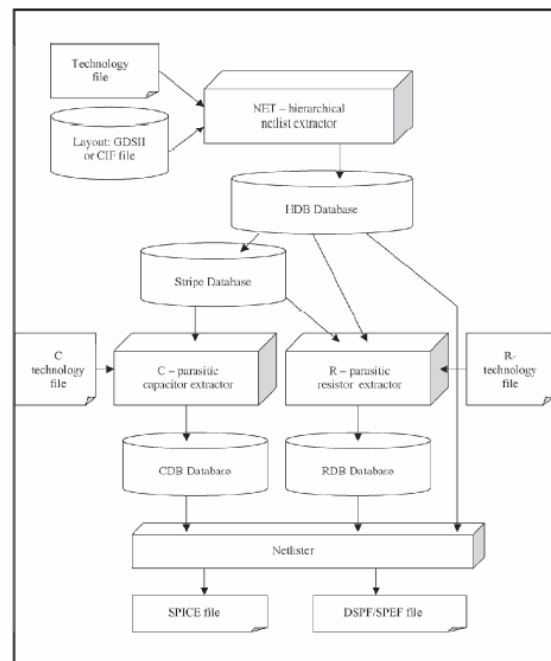 Technology
file
NET – hierarchical
netlist extractor
Layout: GDSII
or CIF file
HDB Database
Stripe Database
C
technology
file
C – parasitic
capacitor extractor
R – parasitic
resistor extractor
R-
technology
file
CDB Database
RDB Database
Netlister
SPICE file
DSPF/SPEF file